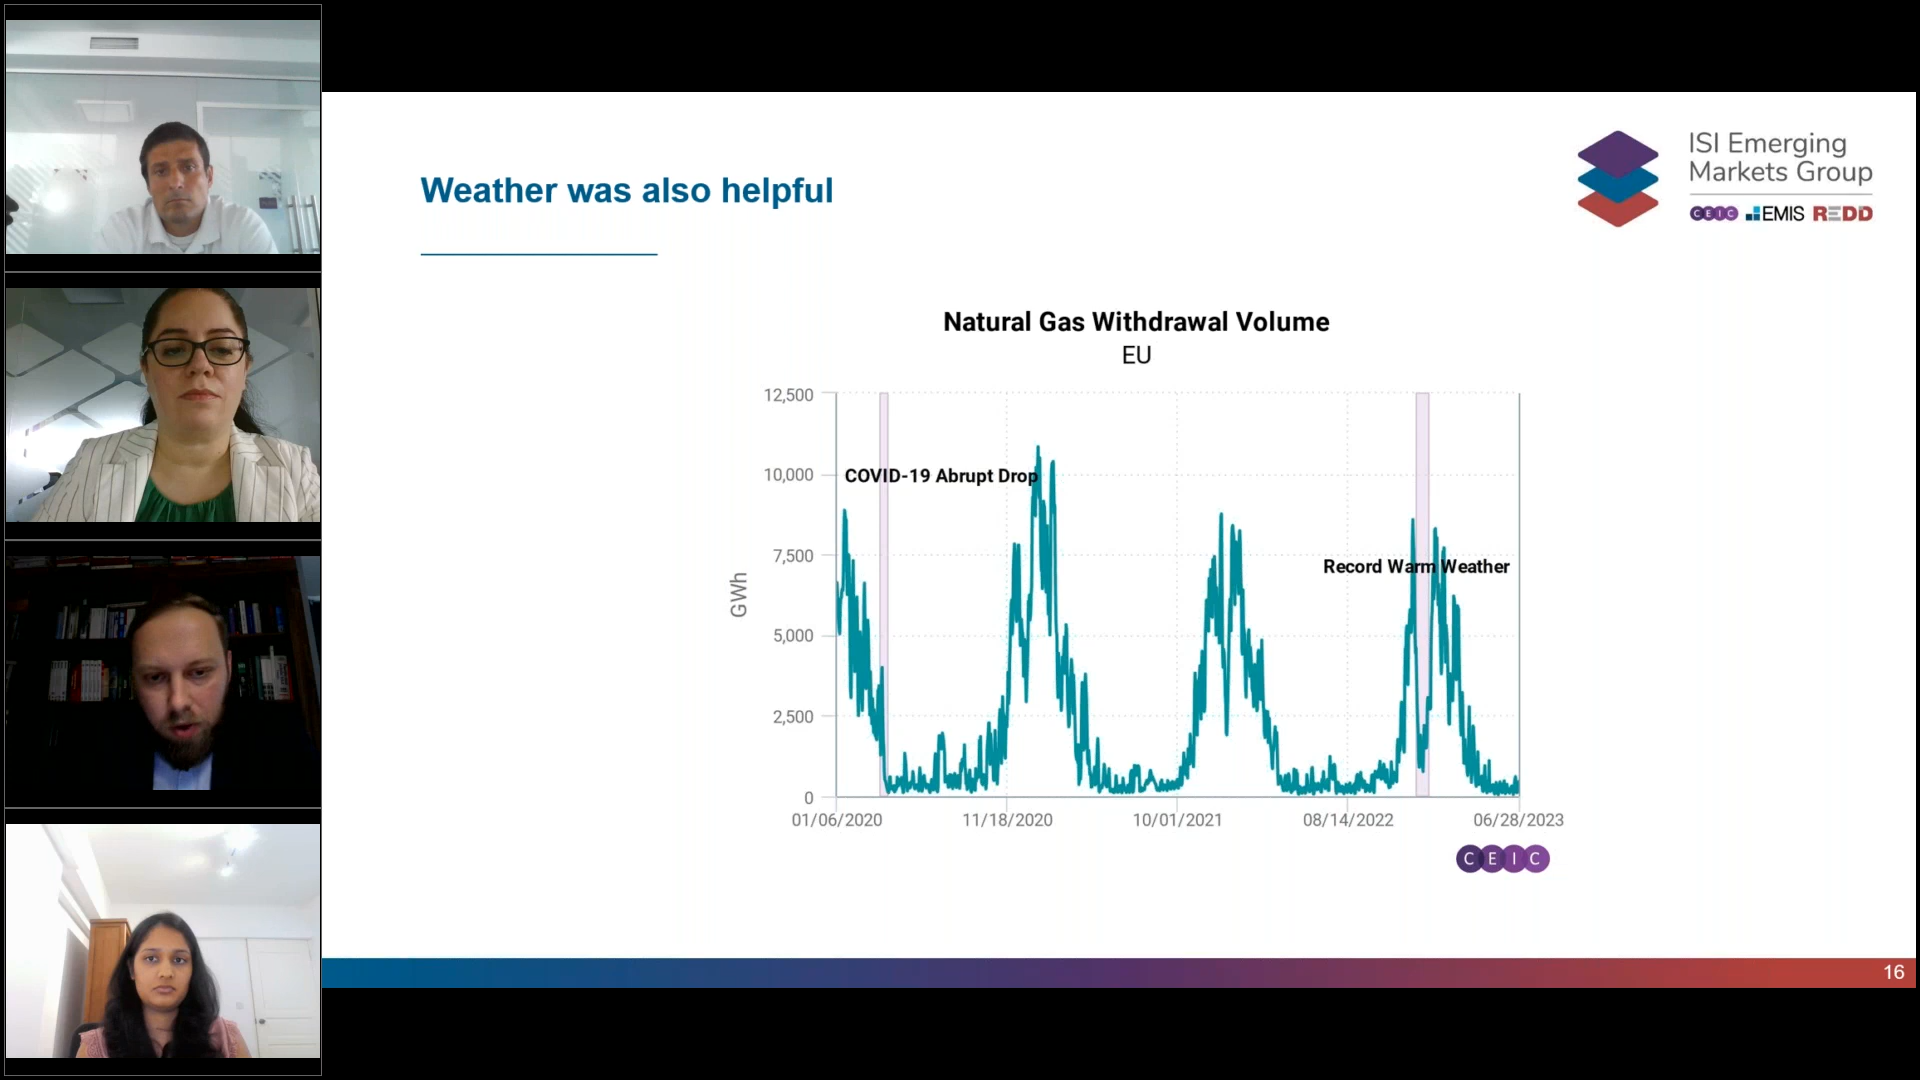 Weather was also helpful
ISI Emerging
Markets Group
CEIC EMIS REDD
Natural Gas Withdrawal Volume
EU
12,500
10,000
7,500
5,000
2,500
0
GWh
COVID-19 Abrupt Drop
Record Warm Weather
01/06/2020
11/18/2020
10/01/2021
08/14/2022
06/28/2023
CEIC
16